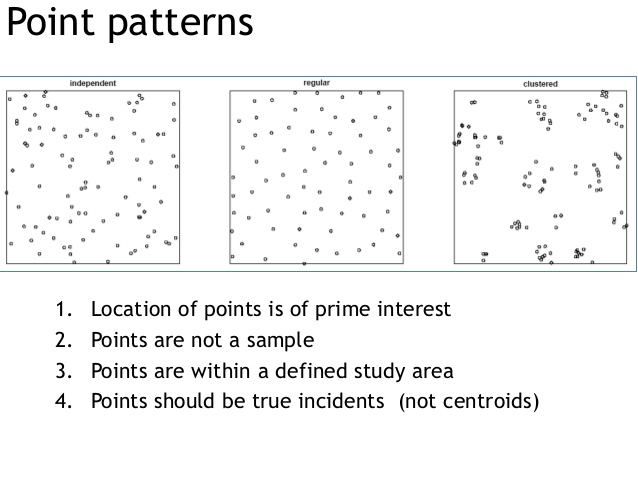 Point patterns
independent
regular
clustered
1. Location of points is of prime interest
2. Points are not a sample
3. Points are within a defined study area
4. Points should be true incidents (not centroids)